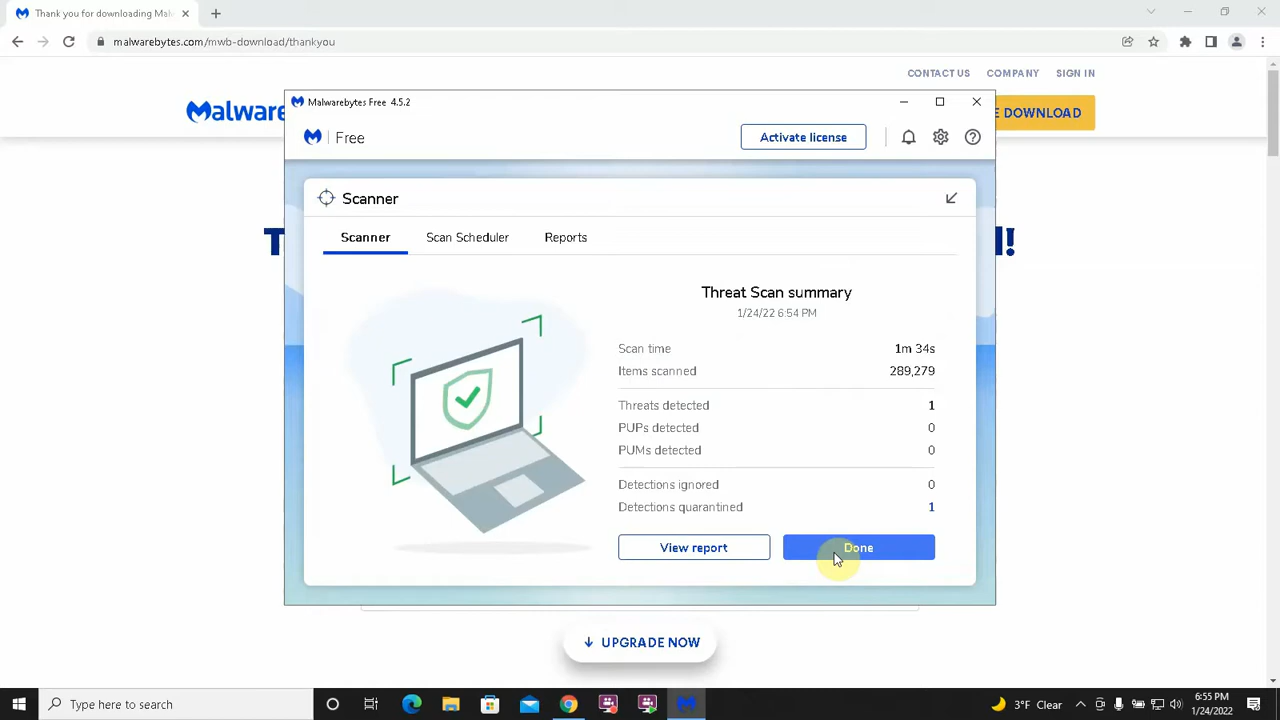 Thank you for downloading Mal
malwarebytes.com/mwb-download/thankyou
CONTACT US COMPANY SIGN IN
Malware
E DOWNLOAD
Malwarebytes Free 4.5.2
Free
Activate license
Scanner
Scanner Scan Scheduler Reports
T
!
Threat Scan summary
1/24/22 6:54 PM
Scan time 1m 34s
Items scanned 289,279
Threats detected 1
PUPs detected 0
PUMs detected 0
Detections ignored 0
Detections quarantined 1
View report Done
UPGRADE NOW
Type here to search
3°F Clear
6:55 PM
1/24/2022